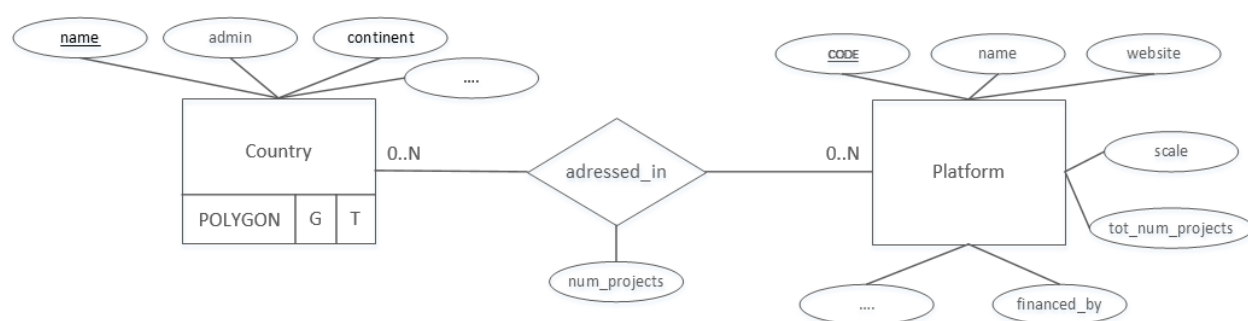 name
admin
continent
....
Country
POLYGON G T
0..N
adressed_in
num_projects
0..N
CODE
name
website
Platform
scale
tot_num_projects
....
financed_by